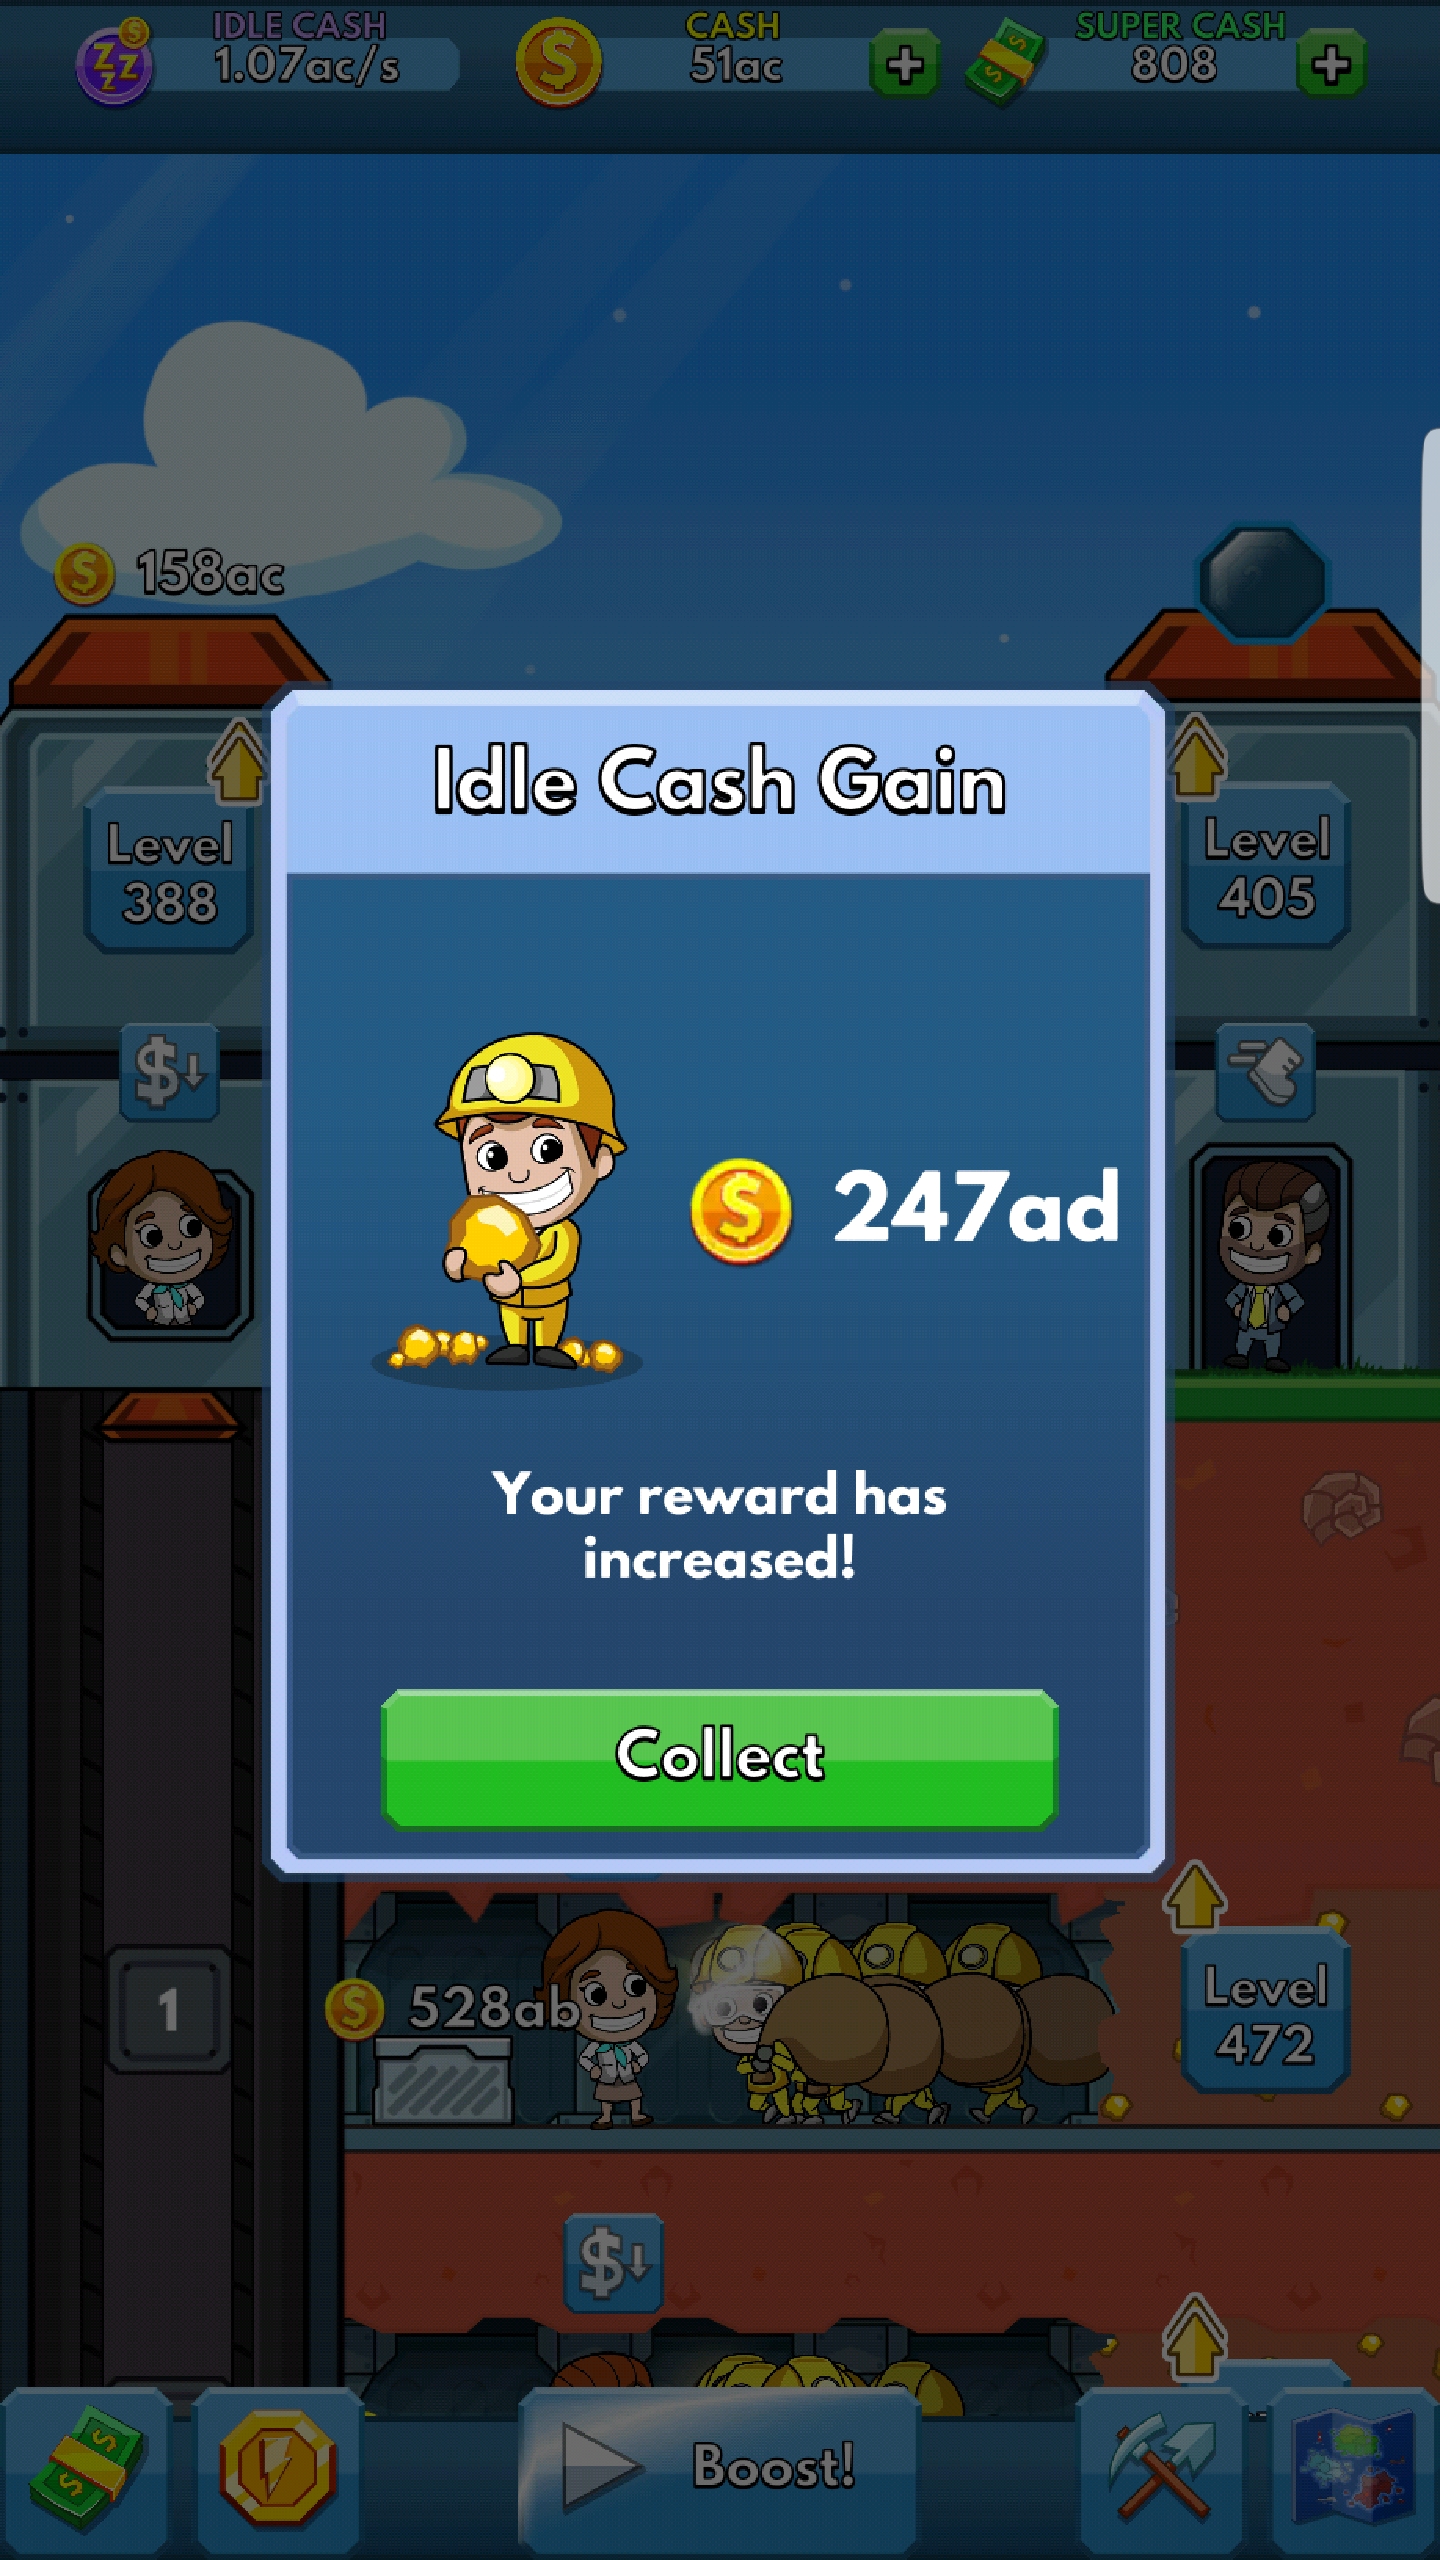 IDLE CASH
1.07ac/s
CASH
51ac
SUPER CASH
808
158ac
Idle Cash Gain
Level
388
Level
405
247ad
Your reward has
increased!
Collect
1
528ab
Level
472
Boost!